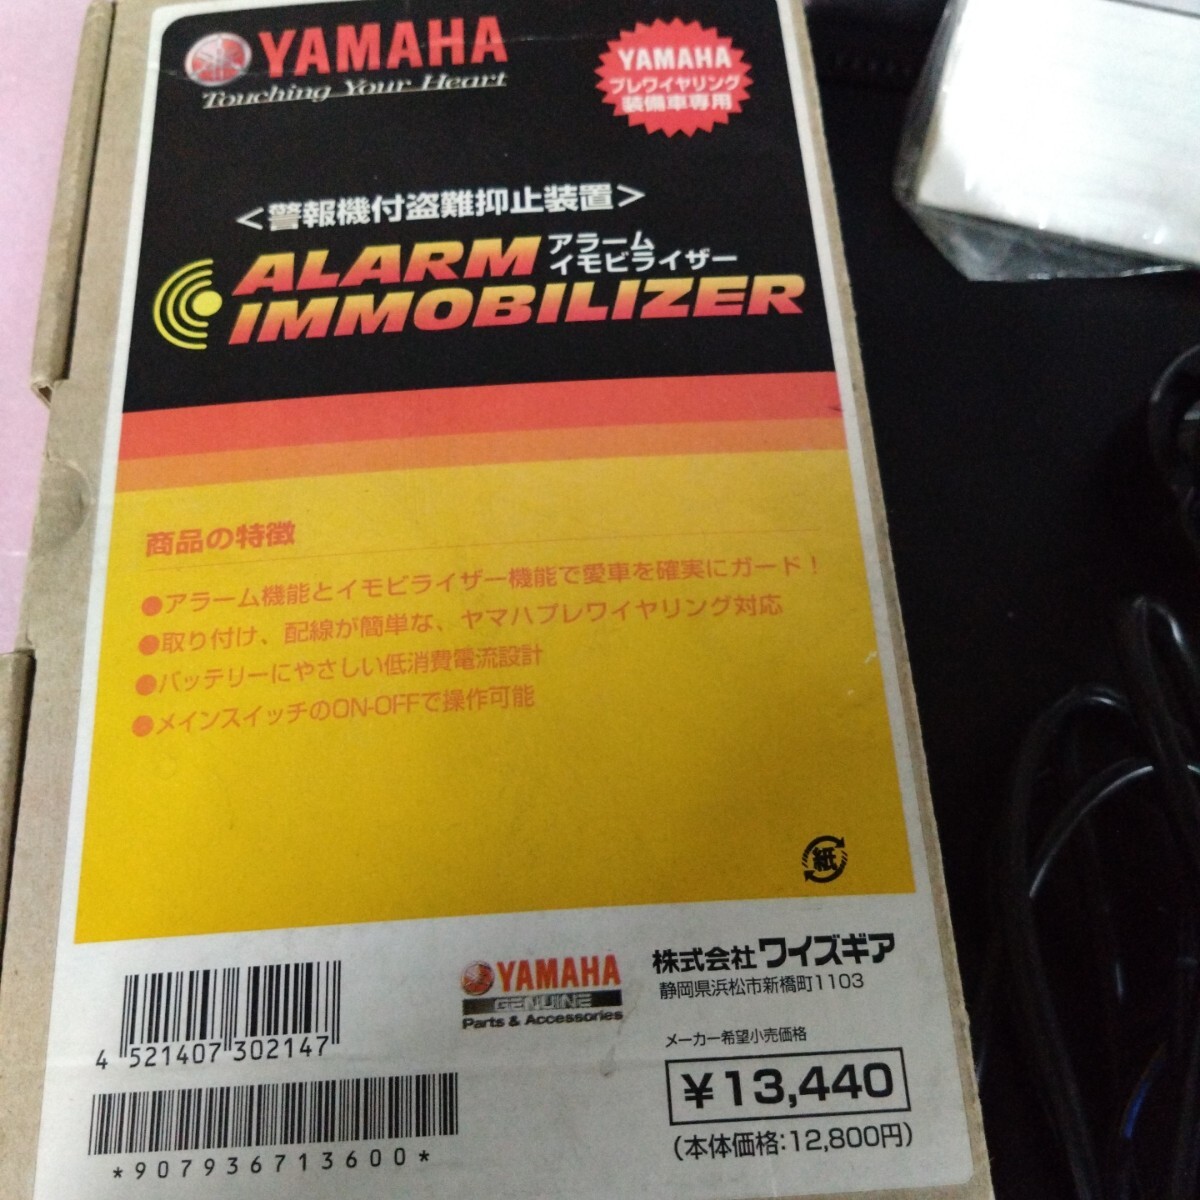 YAMAHA
Touching Your Heart
YAMAHA
プレワイヤリング
装備車専用
<警報機付盗難抑止装置>
ALARM
IMMOBILIZER
アラーム
イモビライザー
商品の特徴
●アラーム機能とイモビライザー機能で愛車を確実にガード!
●取り付け、配線が簡単な、ヤマハプレワイヤリング対応
●バッテリーにやさしい低消費電流設計
●メインスイッチのON-OFFで操作可能
紙
YAMAHA
GENUINE
Parts & Accessories
株式会社 ワイズギア
静岡県浜松市新橋町1103
メーカー希望小売価格
¥13,440
(本体価格:12,800円)
4 521407 302147
*907936713600*